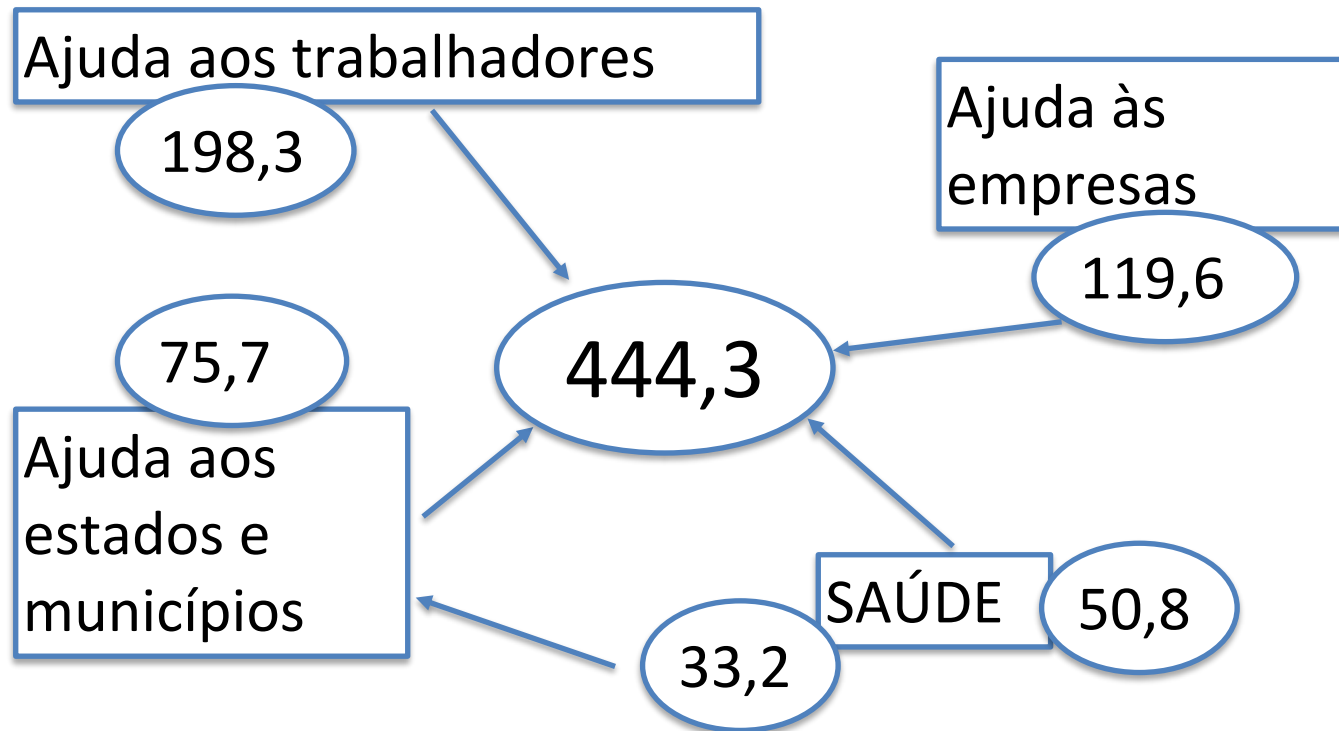 Ajuda aos trabalhadores
198,3
Ajuda às
empresas
119,6
444,3
75,7
Ajuda aos
estados e
municípios
SAÚDE
50,8
33,2